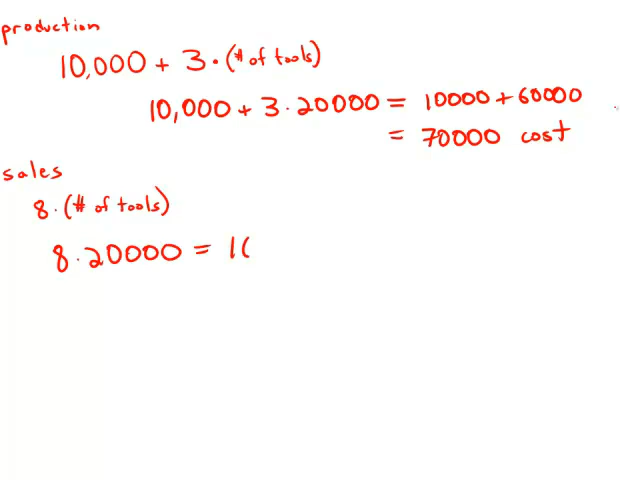 production
10,000 + 3 · (# of tools)
10,000 + 3 · 20000 = 10000 + 60000
= 70000 cost
sales
8 · (# of tools)
8 · 20000 = 1